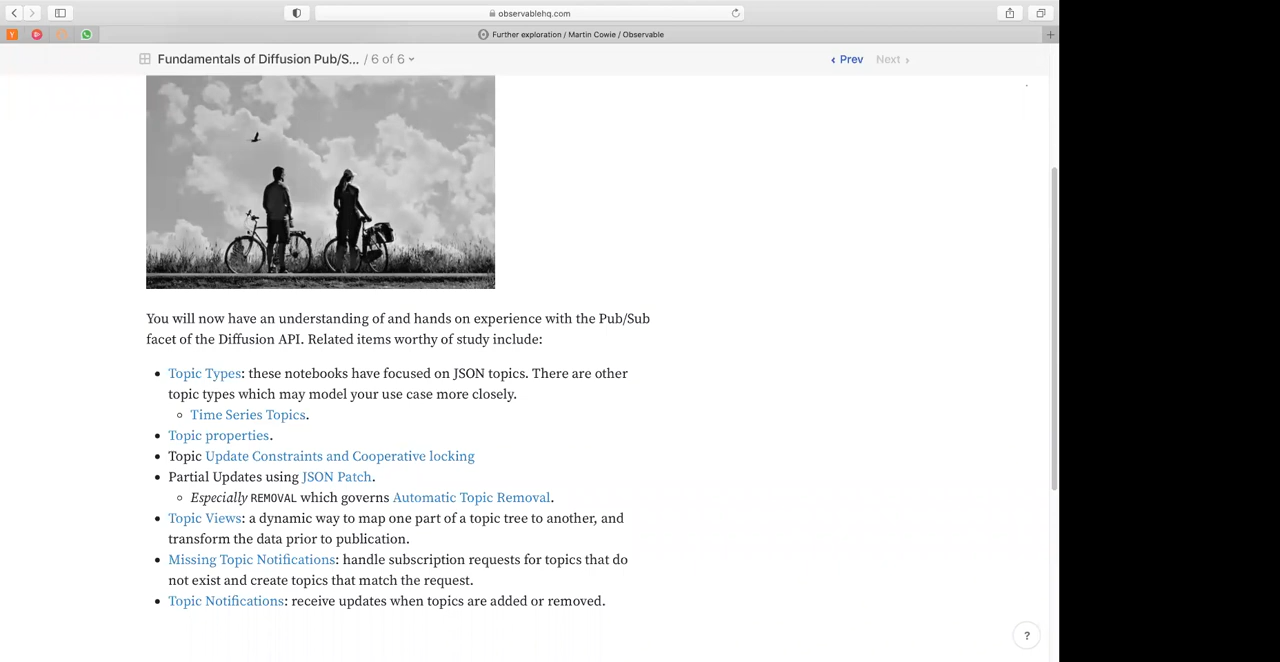 observablehq.com
Further exploration / Martin Cowie / Observable
Fundamentals of Diffusion Pub/S... / 6 of 6
Prev
Next
You will now have an understanding of and hands on experience with the Pub/Sub
facet of the Diffusion API. Related items worthy of study include:
• Topic Types: these notebooks have focused on JSON topics. There are other
topic types which may model your use case more closely.
◦ Time Series Topics.
• Topic properties.
• Topic Update Constraints and Cooperative locking
• Partial Updates using JSON Patch.
◦ Especially REMOVAL which governs Automatic Topic Removal.
• Topic Views: a dynamic way to map one part of a topic tree to another, and
transform the data prior to publication.
• Missing Topic Notifications: handle subscription requests for topics that do
not exist and create topics that match the request.
• Topic Notifications: receive updates when topics are added or removed.
?